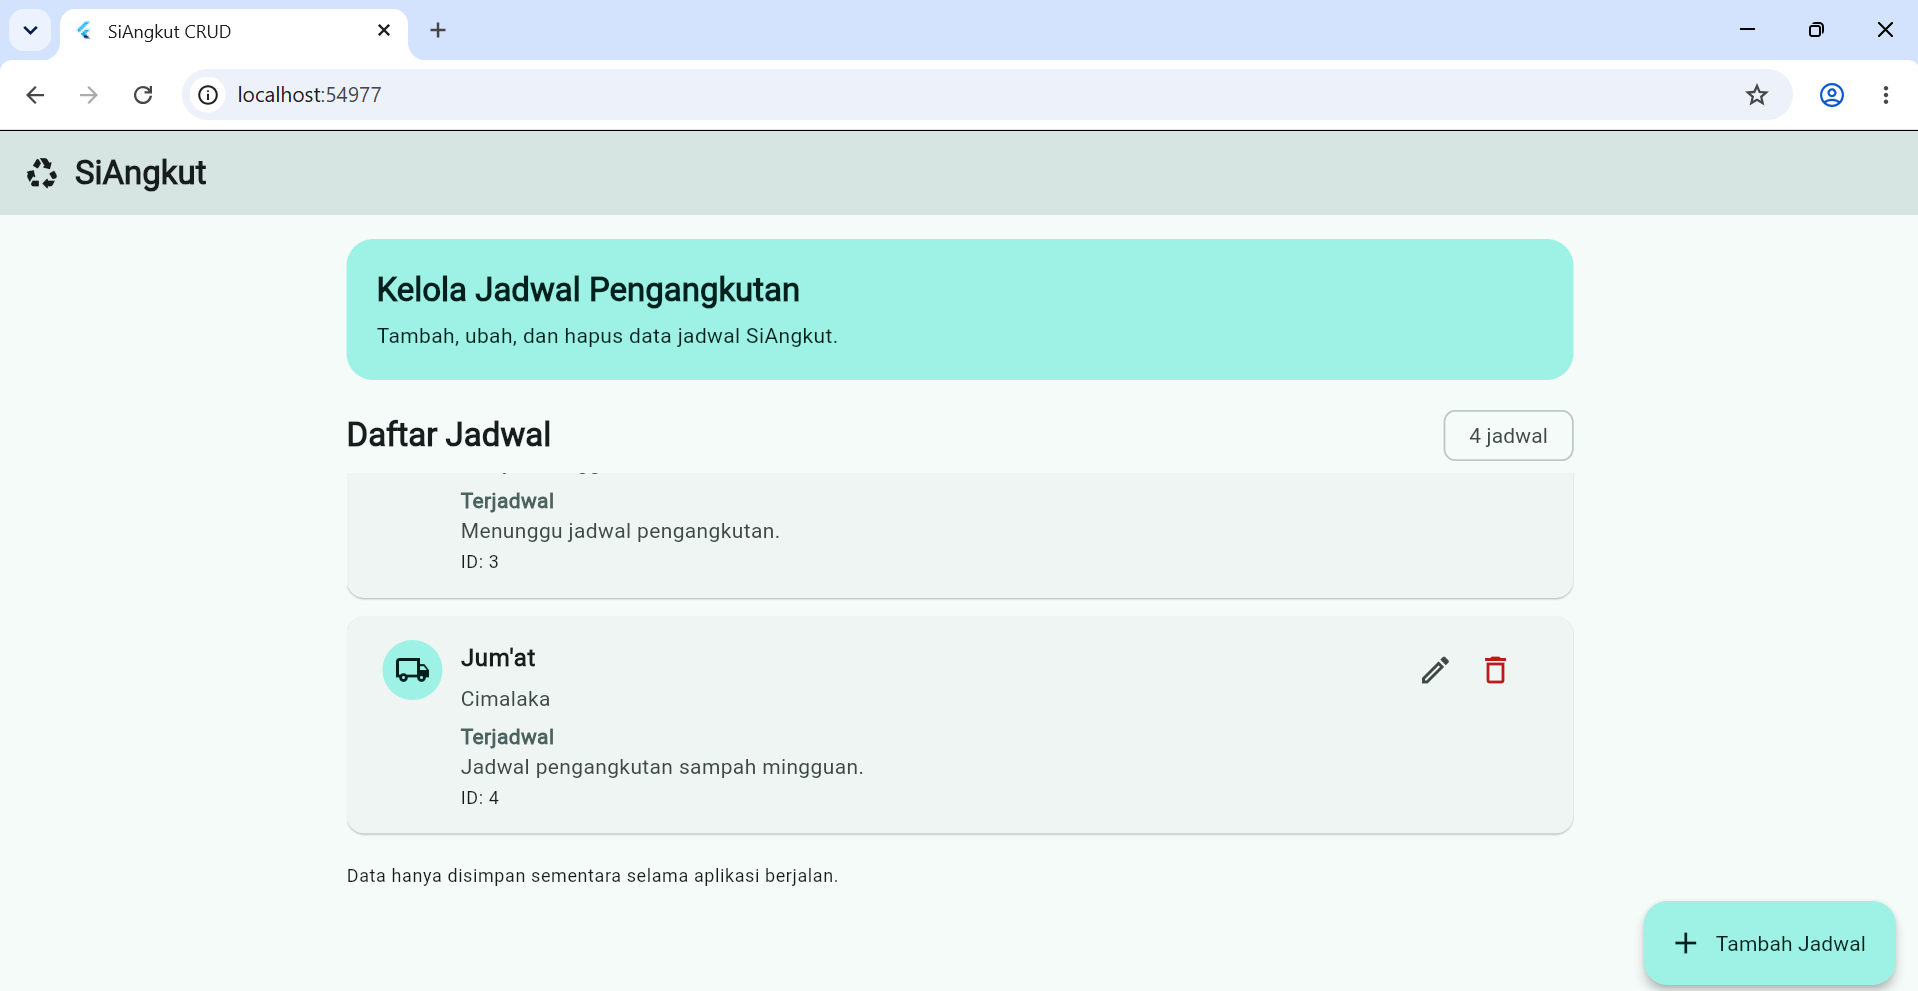 SiAngkut CRUD
localhost:54977
SiAngkut
Kelola Jadwal Pengangkutan
Tambah, ubah, dan hapus data jadwal SiAngkut.
Daftar Jadwal
4 jadwal
Terjadwal
Menunggu jadwal pengangkutan.
ID: 3
Jum'at
Cimalaka
Terjadwal
Jadwal pengangkutan sampah mingguan.
ID: 4
Data hanya disimpan sementara selama aplikasi berjalan.
Tambah Jadwal